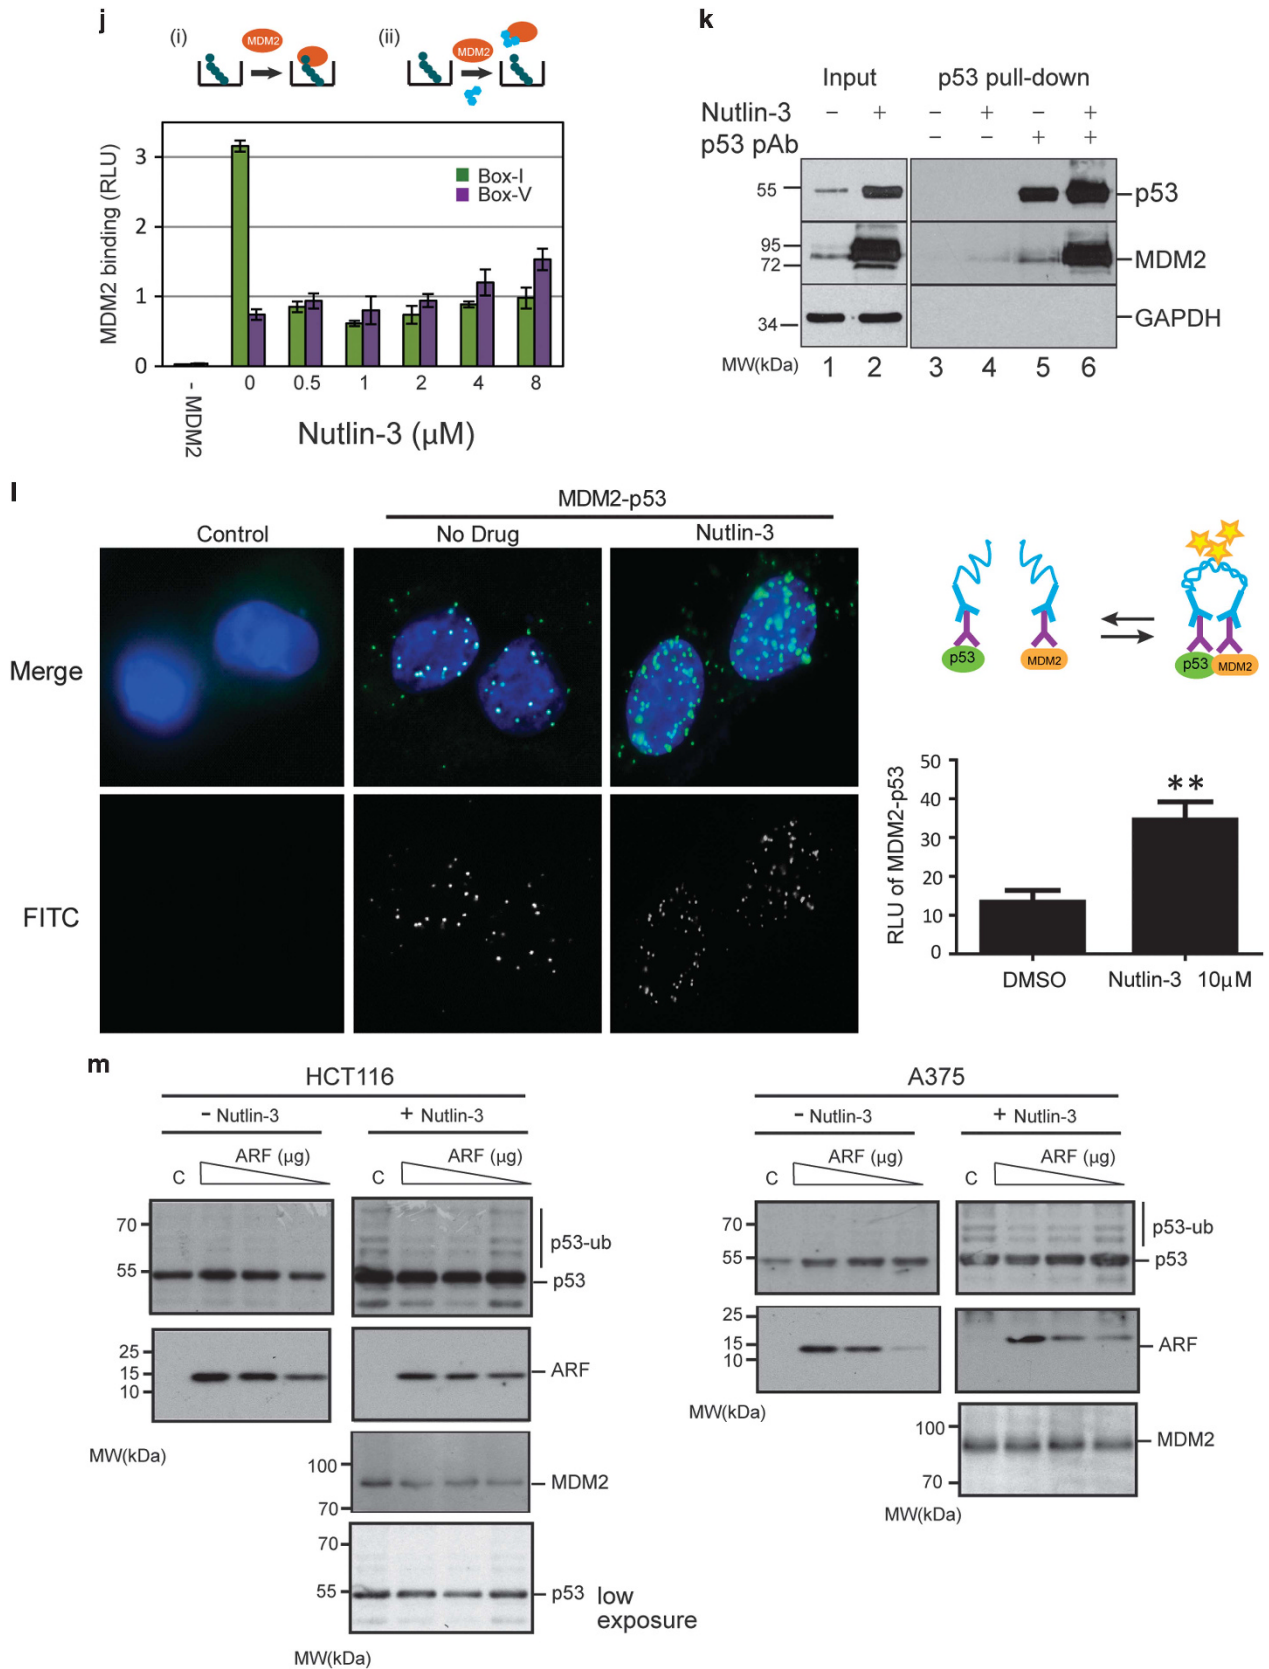 j
(i)
MDM2
(ii)
MDM2
MDM2 binding (RLU)
3
2
1
0
Box-I
Box-V
- MDM2
0
0.5
1
2
4
8
Nutlin-3 (µM)
k
Input
p53 pull-down
Nutlin-3
− + − + − +
p53 pAb
− − + +
55
p53
95
72
MDM2
34
GAPDH
MW(kDa)
1 2 3 4 5 6
l
MDM2-p53
Control
No Drug
Nutlin-3
Merge
FITC
p53
MDM2
p53
MDM2
RLU of MDM2-p53
50
40
30
20
10
0
**
DMSO
Nutlin-3 10µM
m
HCT116
- Nutlin-3
+ Nutlin-3
ARF (µg)
ARF (µg)
C
C
70
55
p53-ub
p53
25
15
10
ARF
MW(kDa)
100
70
MDM2
70
55
p53 low
exposure
MW(kDa)
A375
- Nutlin-3
+ Nutlin-3
ARF (µg)
ARF (µg)
C
C
70
55
p53-ub
p53
25
15
10
ARF
MW(kDa)
100
70
MDM2
MW(kDa)